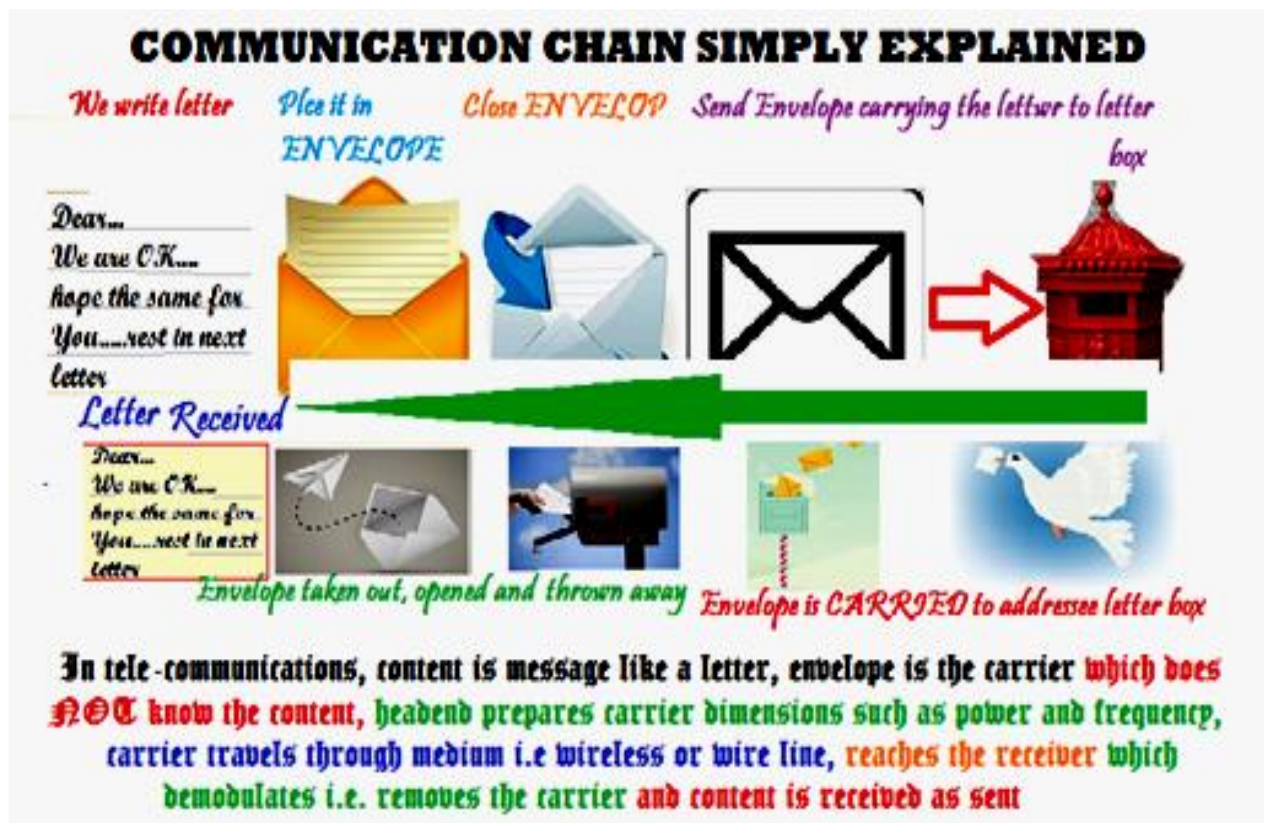 COMMUNICATION CHAIN SIMPLY EXPLAINED
We write letter
Plce it in
ENVELOPE
Close ENVELOP
Send Envelope carrying the lettwr to letter
box
Dear...
We are OK....
hope the same for
You.....rest in next
letter
Letter Received
Dear...
We are OK....
hope the same for
You.....rest in next
letter
Envelope taken out, opened and thrown away
Envelope is CARRIED to addressee letter box
In tele-communications, content is message like a letter, envelope is the carrier which does
NOT know the content, headend prepares carrier dimensions such as power and frequency,
carrier travels through medium i.e wireless or wire line, reaches the receiver which
demodulates i.e. removes the carrier and content is received as sent